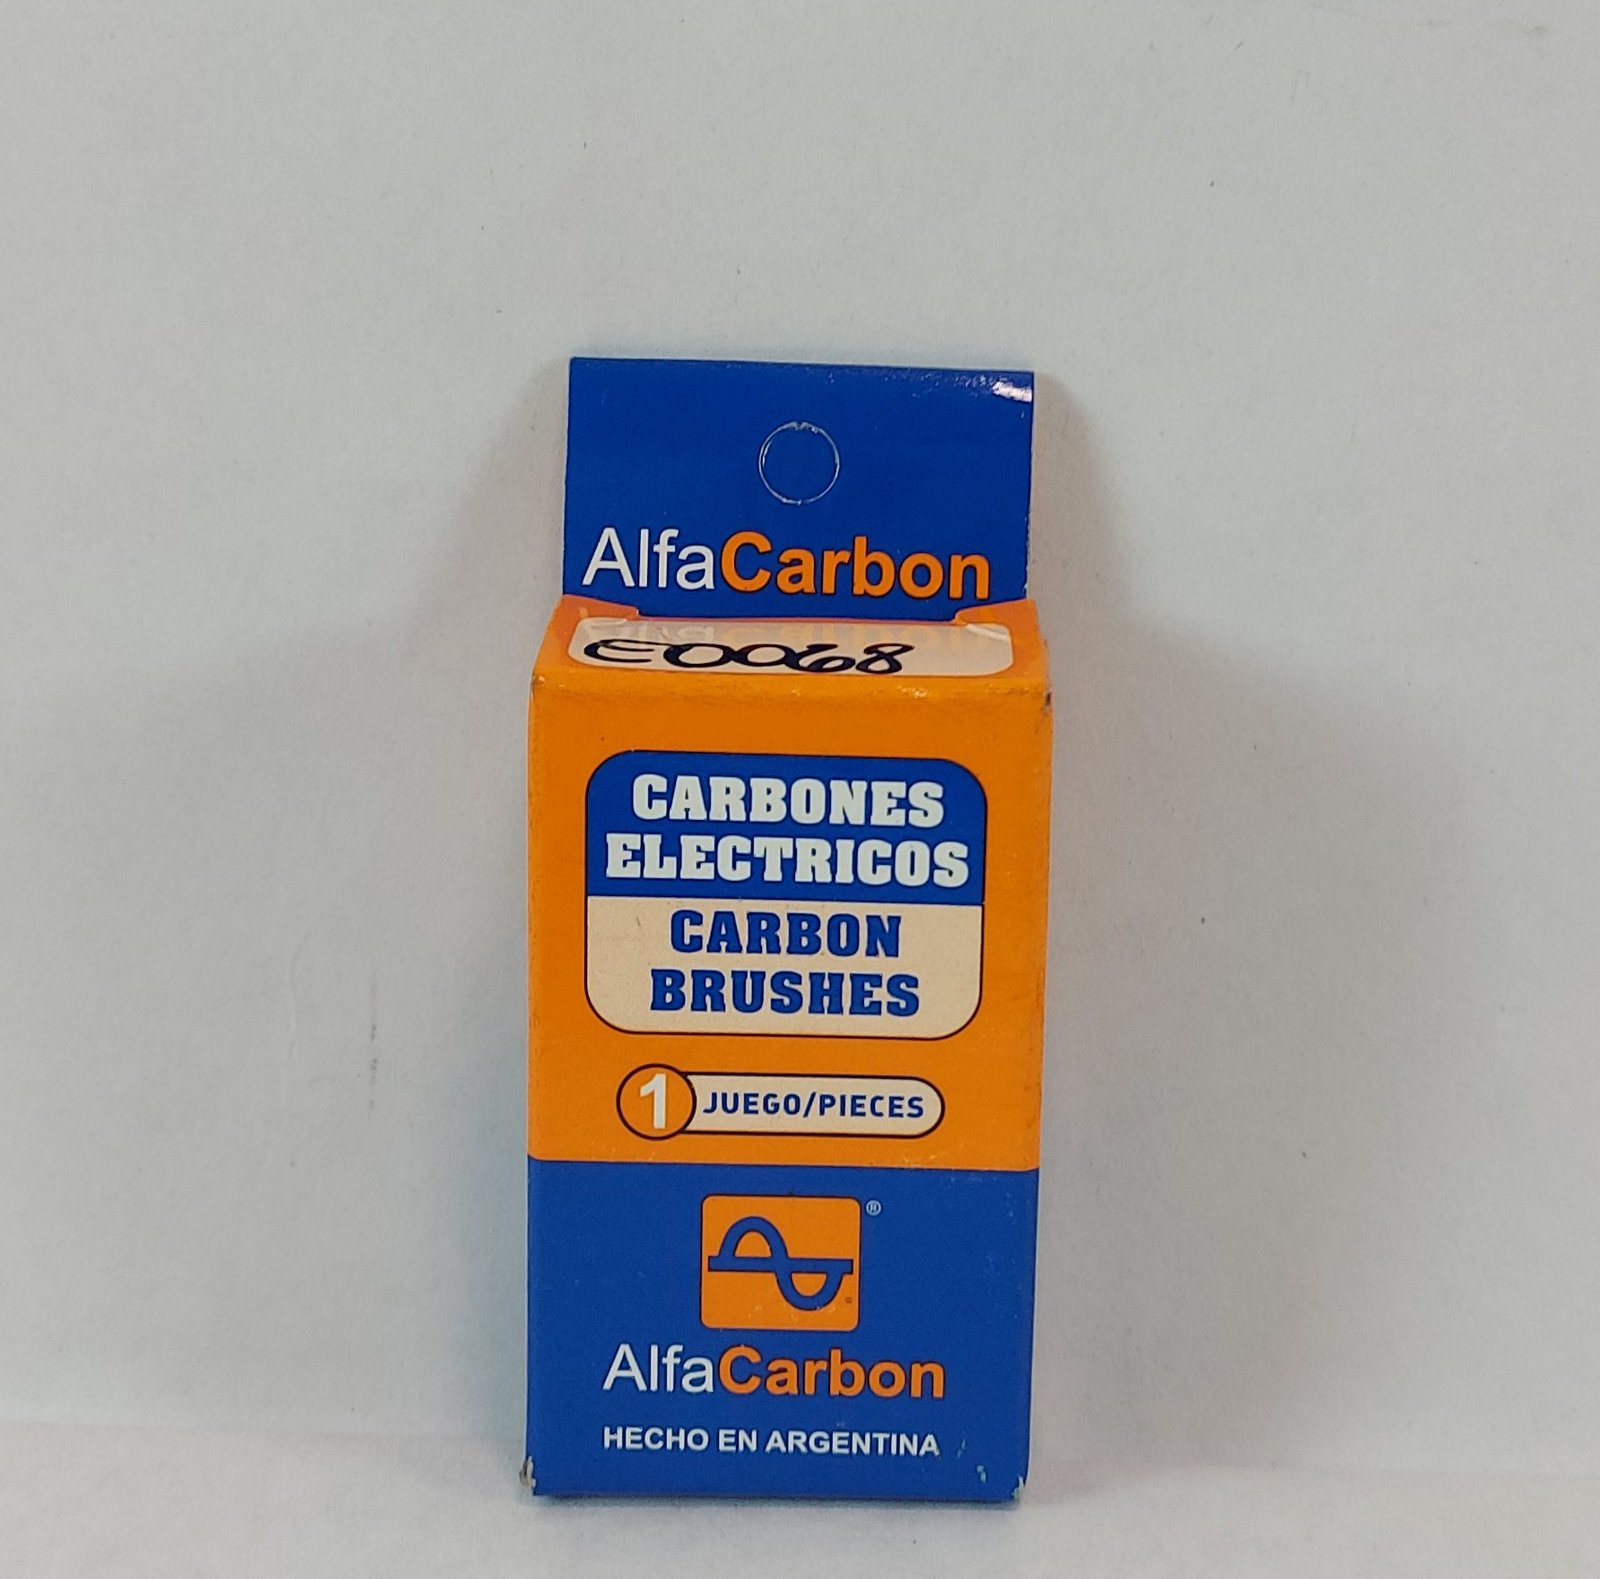 AlfaCarbon
E0068
CARBONES
ELECTRICOS
CARBON
BRUSHES
1 JUEGO/PIECES
®
AlfaCarbon
HECHO EN ARGENTINA